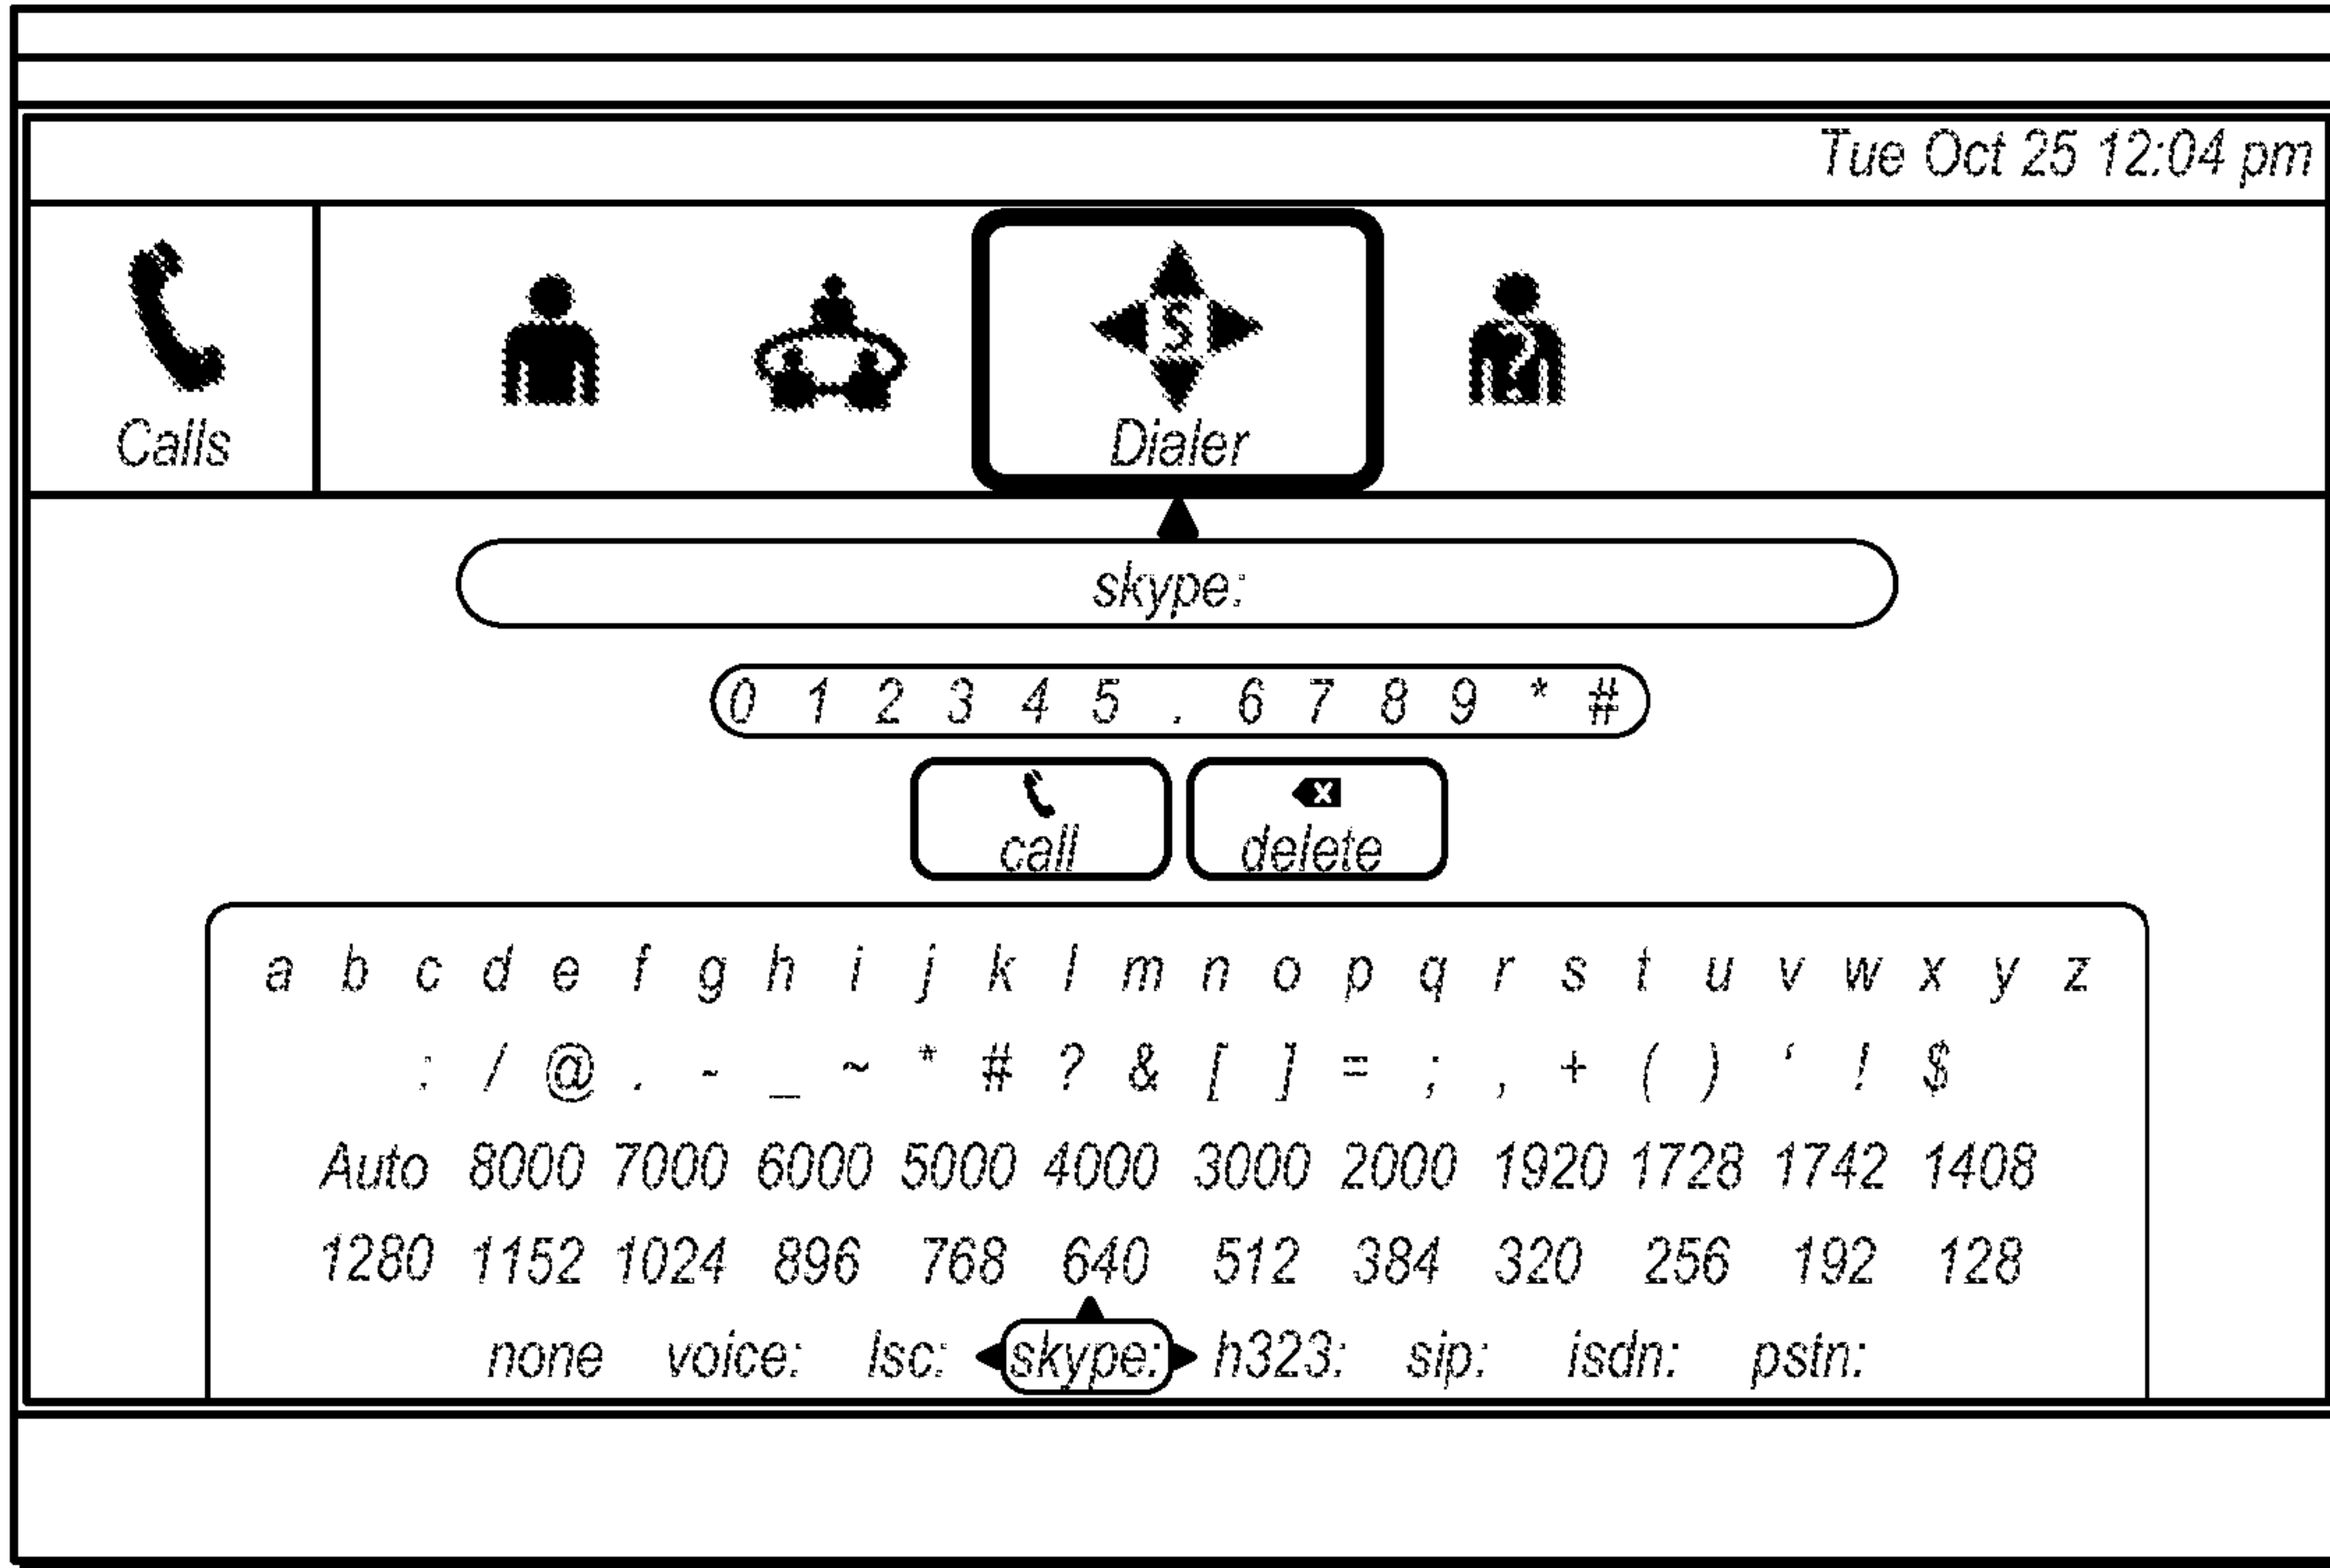 Tue Oct 25 12:04 pm
S
Calls
Dialer
skype:
0 1 2 3 4 5 . 6 7 8 9 * #
call delete
a b c d e f g h i j k l m n o p q r s t u v w x y z
: / @ . - _ ~ * # ? & [ ] = ; , + ( ) ‘ ! $
Auto 8000 7000 6000 5000 4000 3000 2000 1920 1728 1742 1408
1280 1152 1024 896 768 640 512 384 320 256 192 128
none voice: lsc: skype: h323: sip: isdn: pstn: